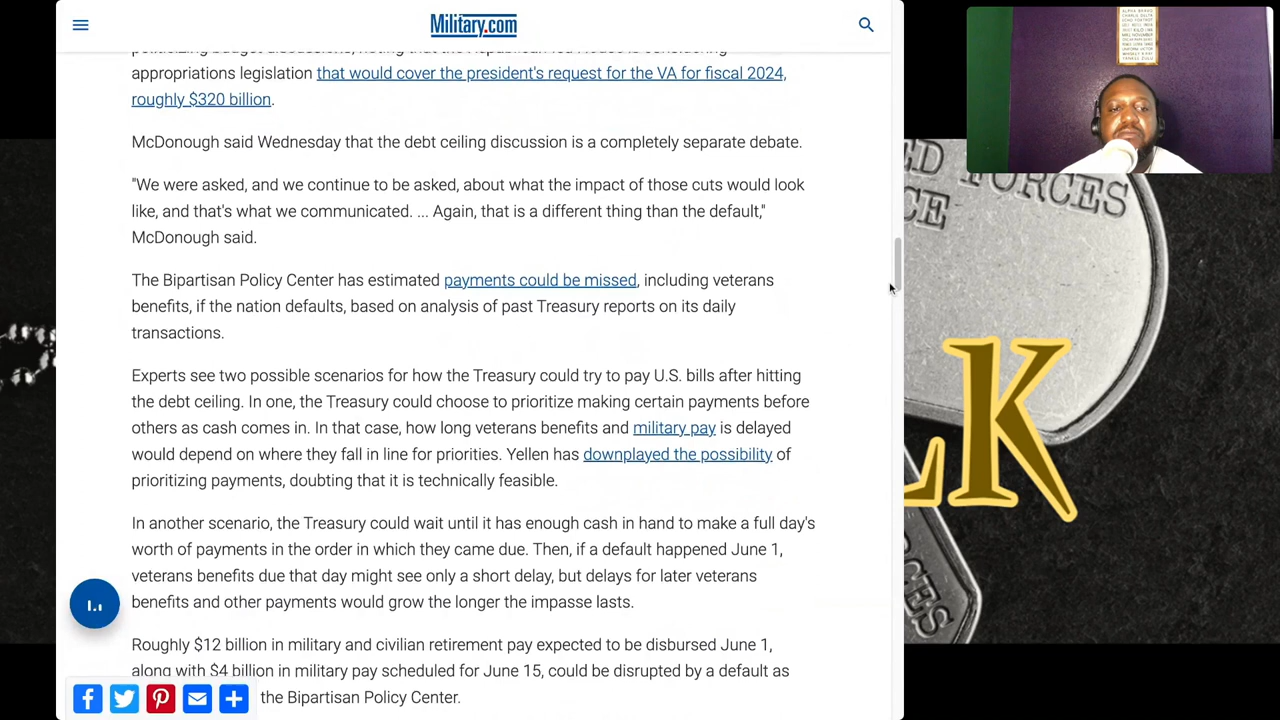 Military.com
appropriations legislation that would cover the president's request for the VA for fiscal 2024,
roughly $320 billion.
McDonough said Wednesday that the debt ceiling discussion is a completely separate debate.
"We were asked, and we continue to be asked, about what the impact of those cuts would look
like, and that's what we communicated. ... Again, that is a different thing than the default,"
McDonough said.
The Bipartisan Policy Center has estimated payments could be missed, including veterans
benefits, if the nation defaults, based on analysis of past Treasury reports on its daily
transactions.
Experts see two possible scenarios for how the Treasury could try to pay U.S. bills after hitting
the debt ceiling. In one, the Treasury could choose to prioritize making certain payments before
others as cash comes in. In that case, how long veterans benefits and military pay is delayed
would depend on where they fall in line for priorities. Yellen has downplayed the possibility of
prioritizing payments, doubting that it is technically feasible.
In another scenario, the Treasury could wait until it has enough cash in hand to make a full day's
worth of payments in the order in which they came due. Then, if a default happened June 1,
veterans benefits due that day might see only a short delay, but delays for later veterans
benefits and other payments would grow the longer the impasse lasts.
Roughly $12 billion in military and civilian retirement pay expected to be disbursed June 1,
along with $4 billion in military pay scheduled for June 15, could be disrupted by a default as
the Bipartisan Policy Center.
ED FORCES
CE
LK
CES